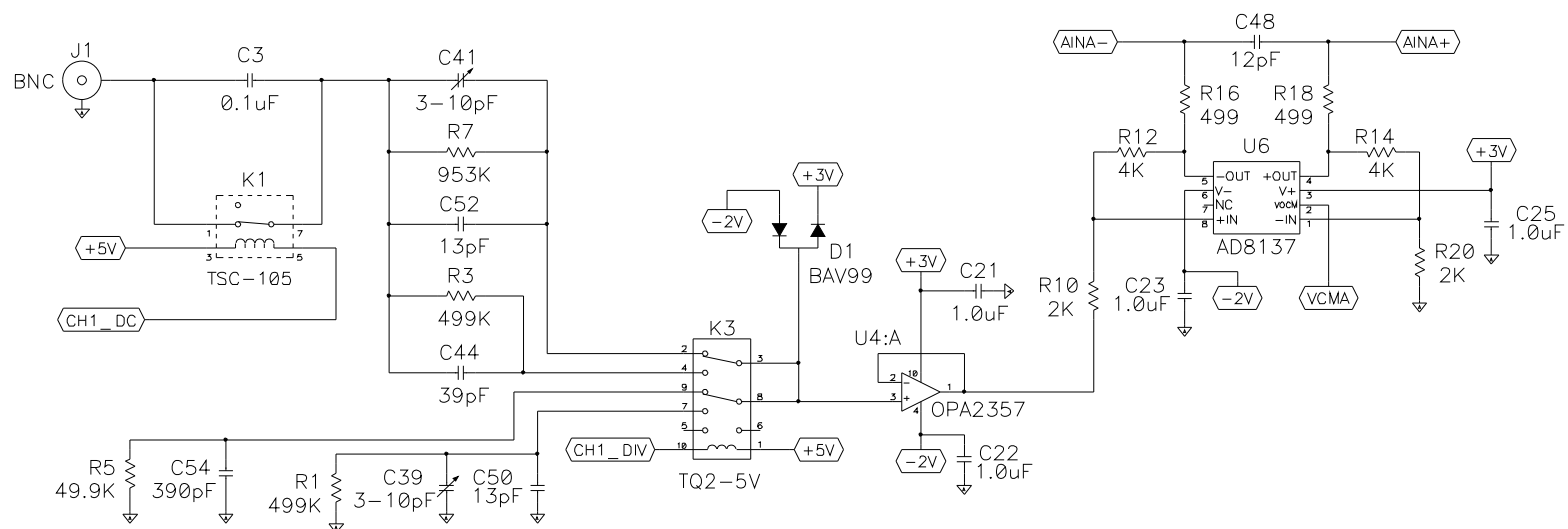 J1
BNC
C3
0.1uF
K1
1
7
3
5
+5V
TSC-105
CH1_DC
C41
3-10pF
R7
953K
C52
13pF
R3
499K
C44
39pF
-2V
+3V
D1
BAV99
K3
2
3
4
9
8
7
5
6
10
1
CH1_DIV
+5V
TQ2-5V
R5
49.9K
C54
390pF
R1
499K
C39
3-10pF
C50
13pF
U4:A
+3V
C21
1.0uF
10
2
-
1
3
+
4
OPA2357
-2V
C22
1.0uF
AINA-
C48
12pF
AINA+
R16
499
R18
499
R12
4K
R14
4K
U6
5
-OUT
+OUT
4
6
V-
V+
3
7
NC
VOCM
2
8
+IN
-IN
1
AD8137
+3V
C25
1.0uF
R20
2K
R10
2K
C23
1.0uF
-2V
VCMA